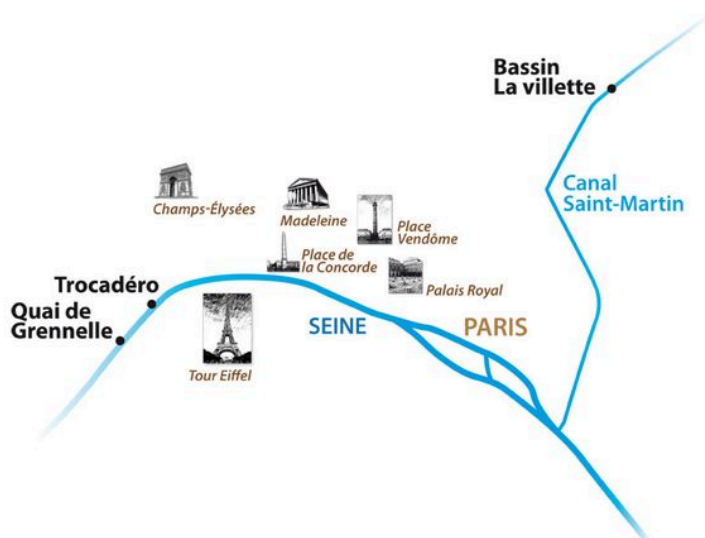 Bassin
La villette
Canal
Saint-Martin
Champs-Élysées
Madeleine
Place
Vendôme
Place de
la Concorde
Palais Royal
Trocadéro
Quai de
Grennelle
SEINE
PARIS
Tour Eiffel